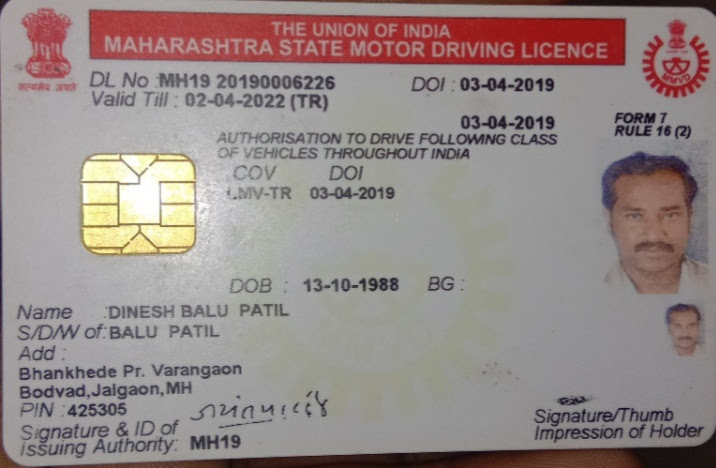 THE UNION OF INDIA
MAHARASHTRA STATE MOTOR DRIVING LICENCE
सत्यमेव जयते
MMVD
DL No :MH19 20190006226 DOI : 03-04-2019
Valid Till : 02-04-2022 (TR)
03-04-2019
FORM 7
RULE 16 (2)
AUTHORISATION TO DRIVE FOLLOWING CLASS
OF VEHICLES THROUGHOUT INDIA
COV DOI
LMV-TR 03-04-2019
DOB : 13-10-1988 BG :
Name :DINESH BALU PATIL
S/D/W of:BALU PATIL
Add :
Bhankhede Pr. Varangaon
Bodvad,Jalgaon,MH
PIN :425305
Signature & ID of
Issuing Authority: MH19
Signature/Thumb
Impression of Holder